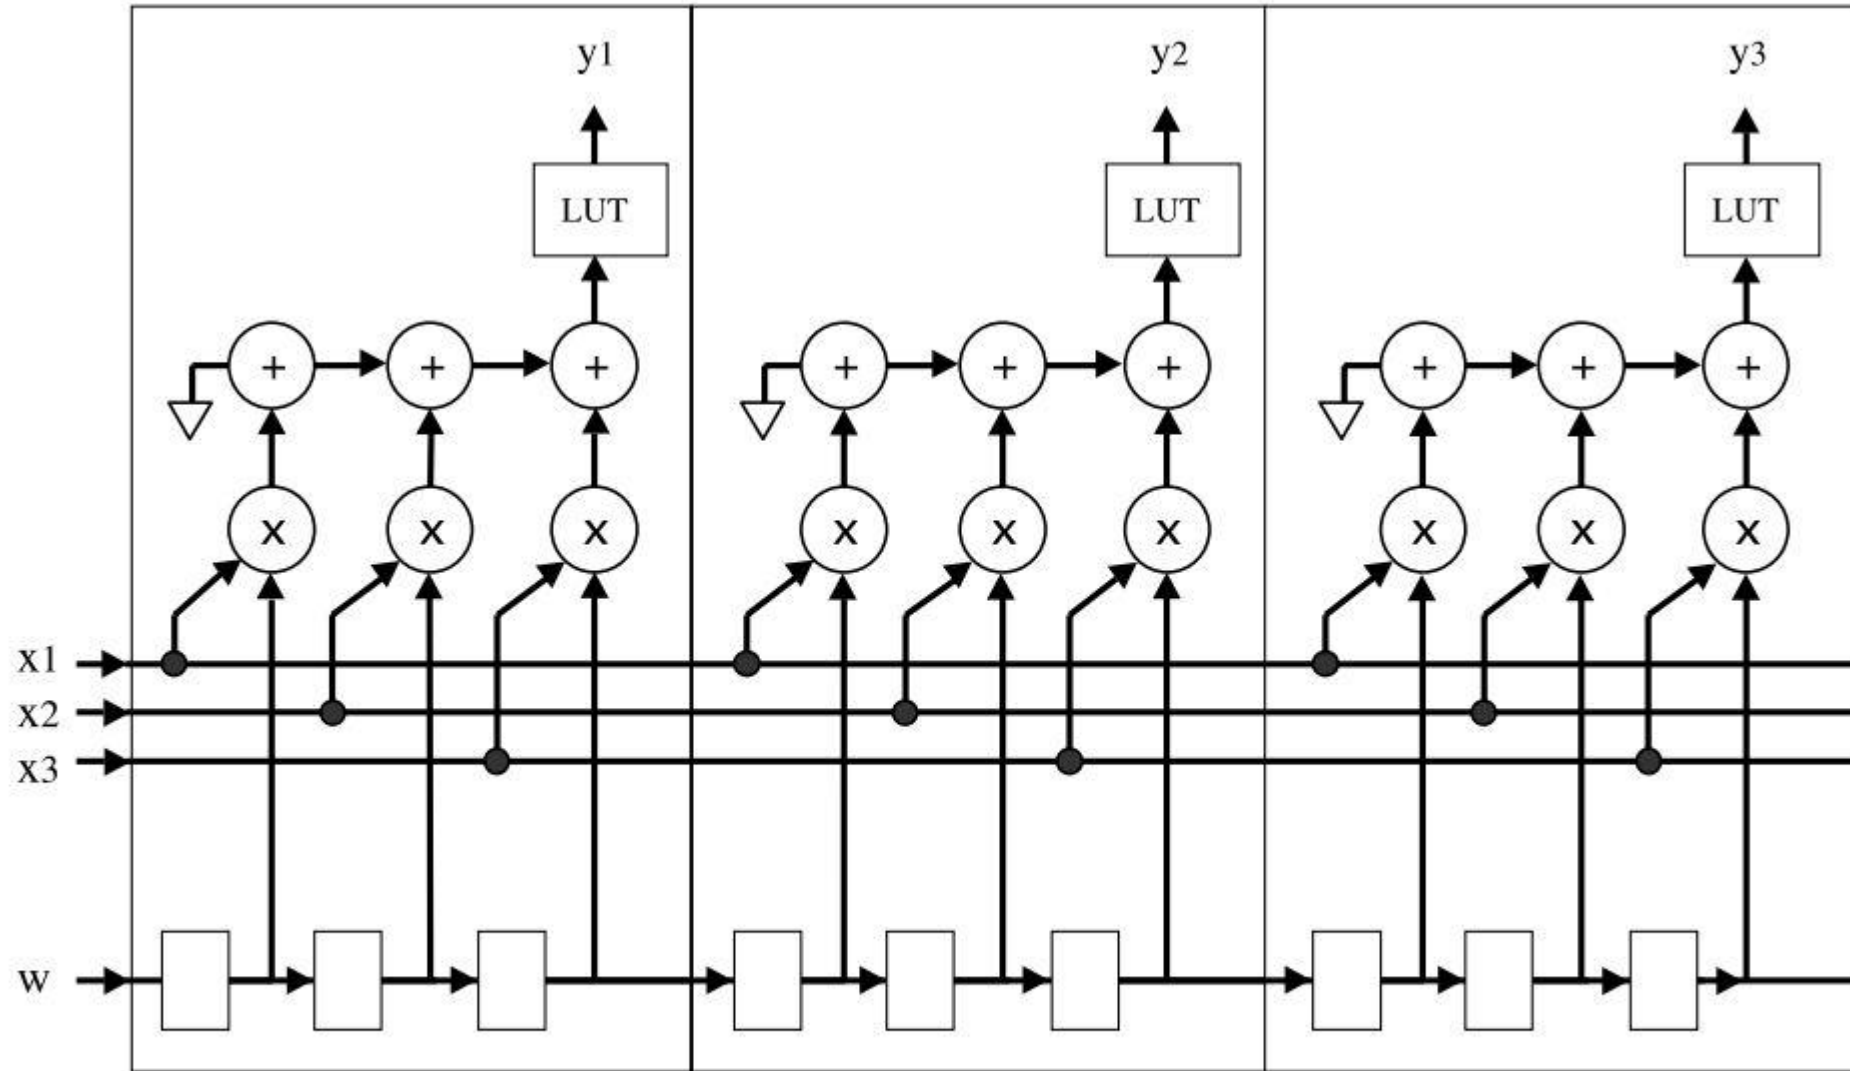 y1 y2 y3
LUT LUT LUT
+ + + + + + + + +
x x x x x x x x x
x1
x2
x3
w